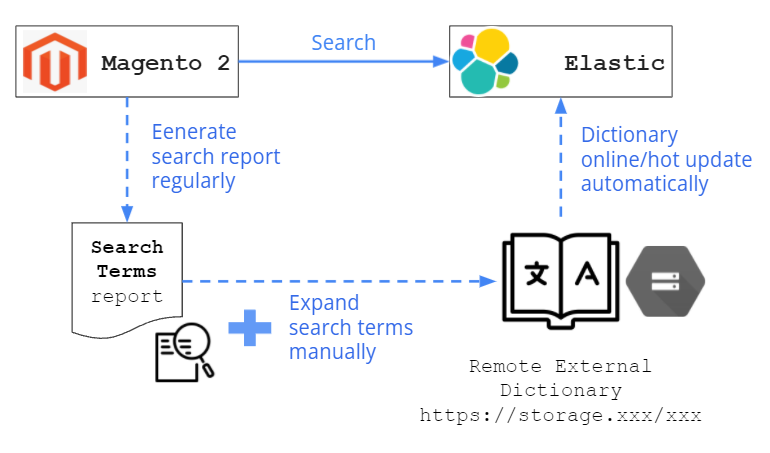 Search
Magento 2
Elastic
Eenerate
search report
regularly
Dictionary
online/hot update
automatically
Search
Terms
report
文 A
Expand
search terms
manually
Remote External
Dictionary
https://storage.xxx/xxx